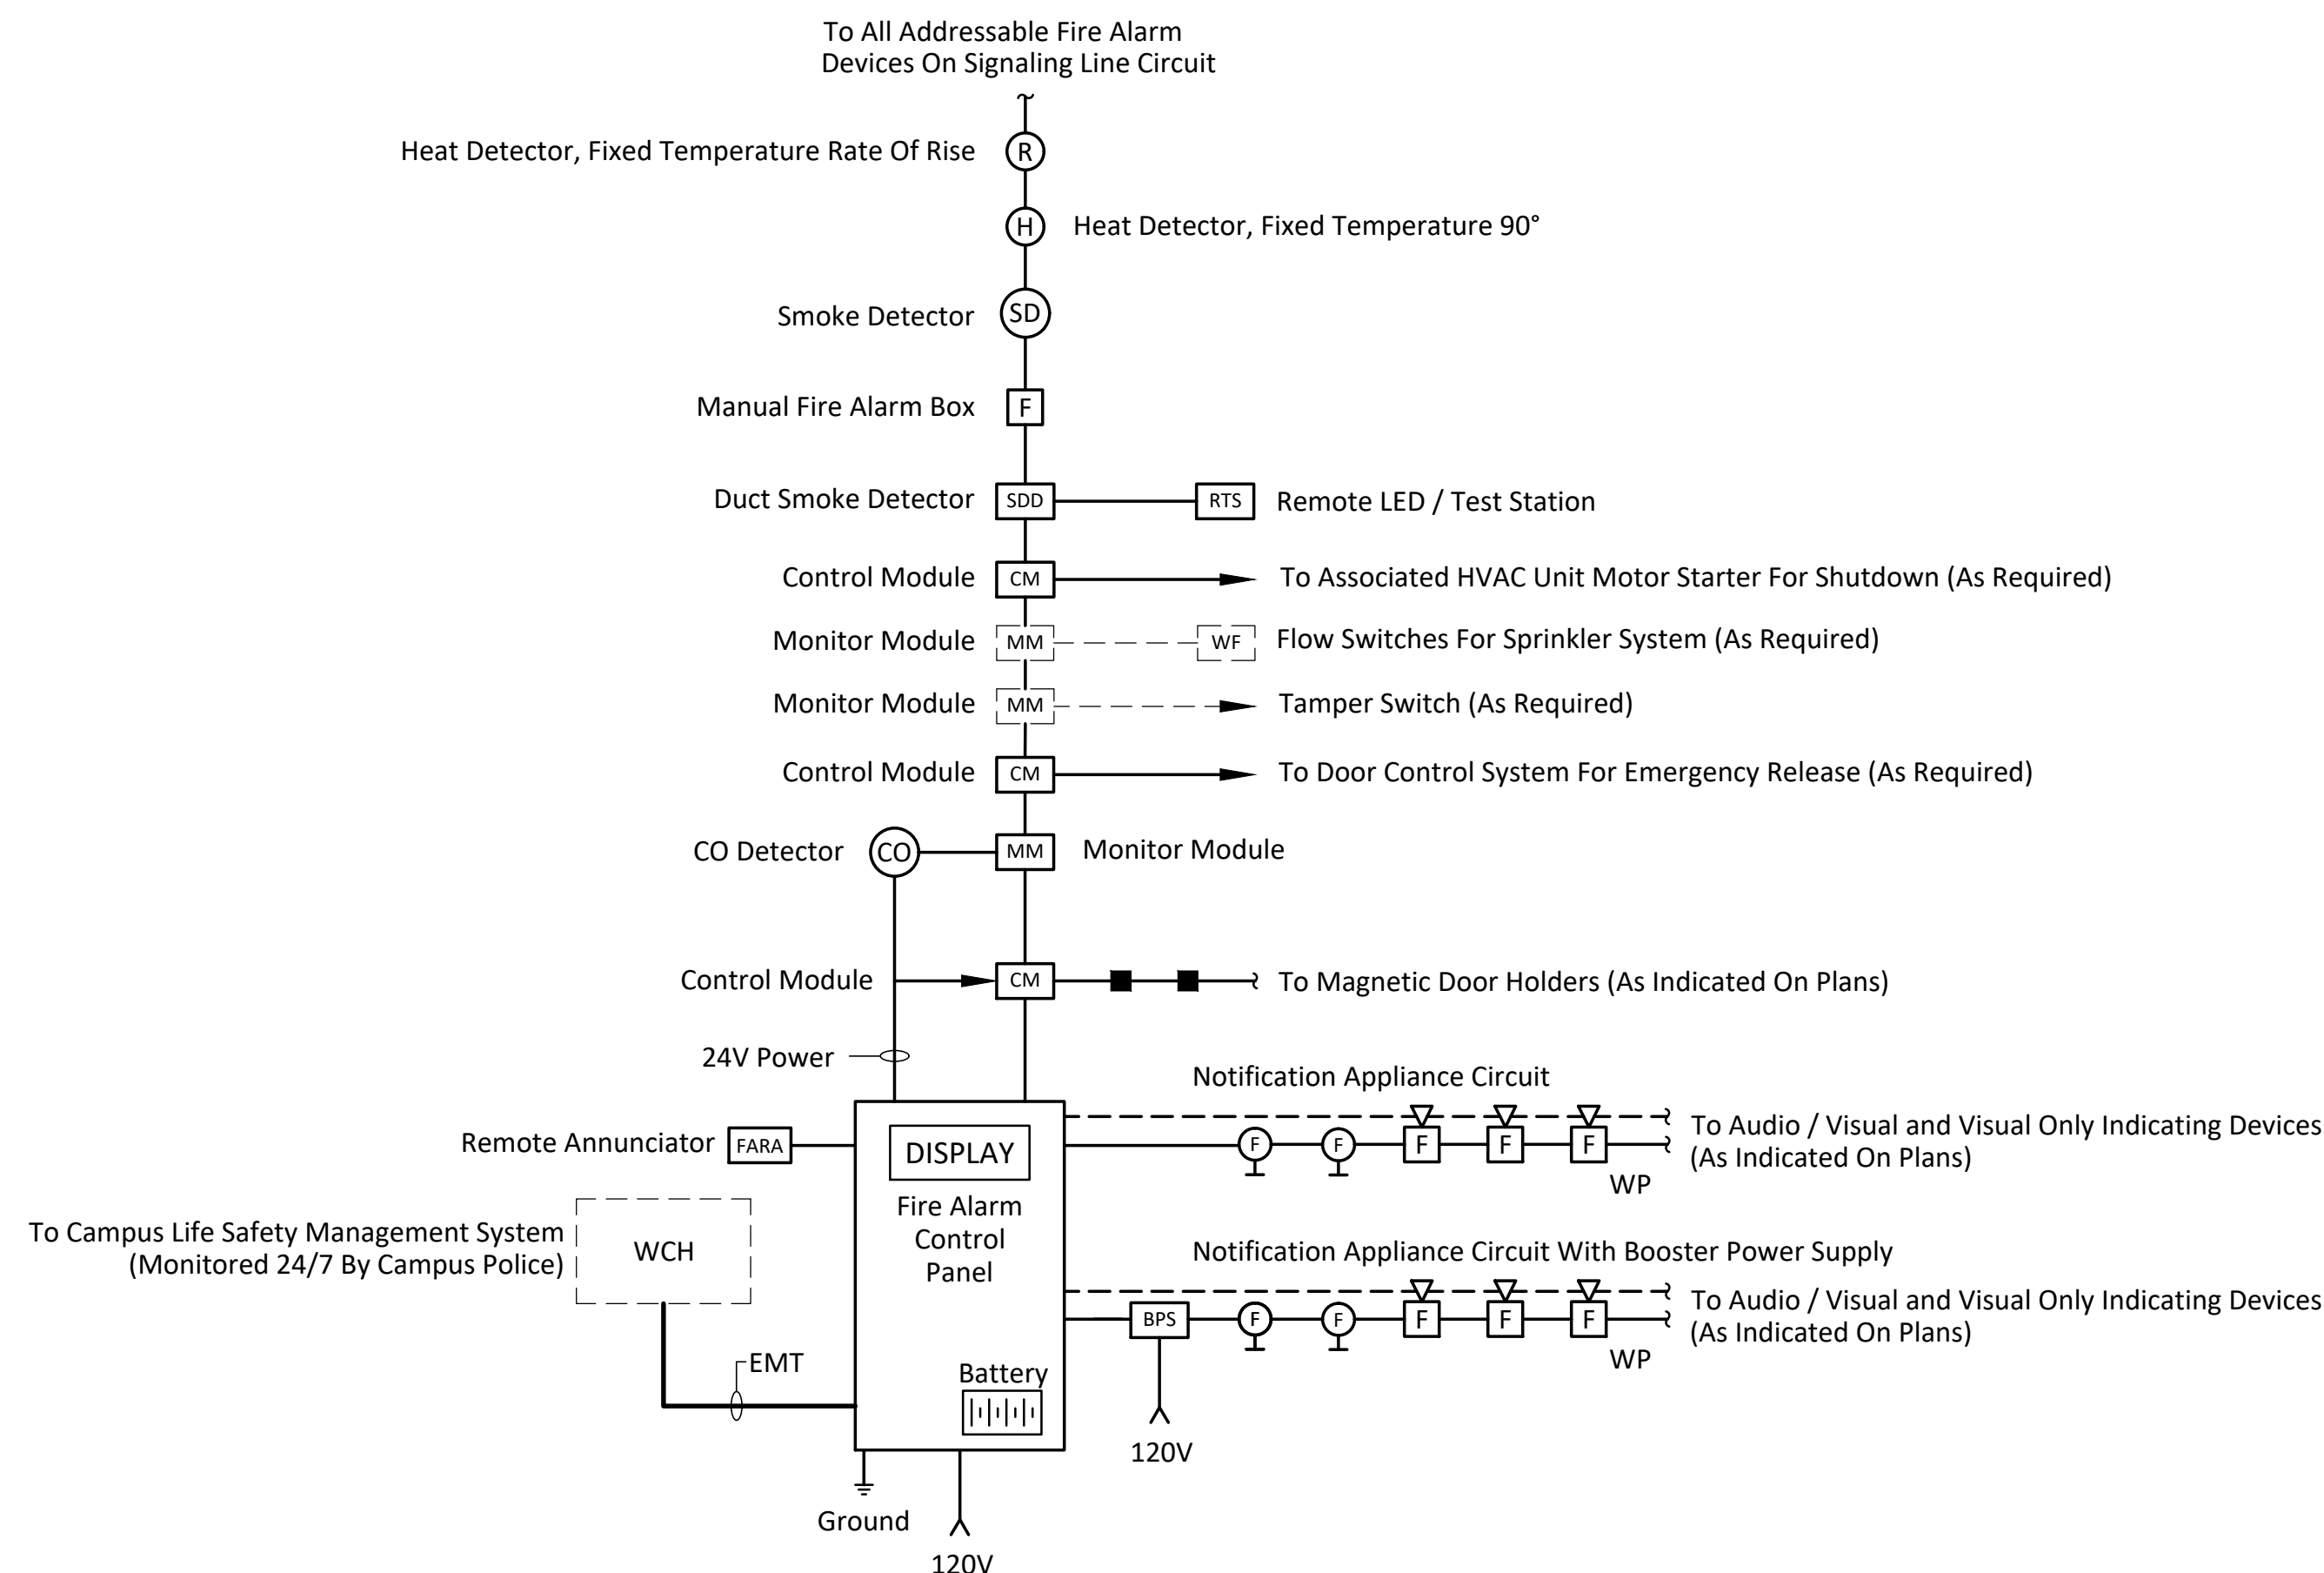 To All Addressable Fire Alarm
Devices On Signaling Line Circuit
Heat Detector, Fixed Temperature Rate Of Rise
R
H
Heat Detector, Fixed Temperature 90°
Smoke Detector
SD
Manual Fire Alarm Box
F
Duct Smoke Detector
SDD
RTS
Remote LED / Test Station
Control Module
CM
To Associated HVAC Unit Motor Starter For Shutdown (As Required)
Monitor Module
MM
WF
Flow Switches For Sprinkler System (As Required)
Monitor Module
MM
Tamper Switch (As Required)
Control Module
CM
To Door Control System For Emergency Release (As Required)
CO Detector
CO
MM
Monitor Module
Control Module
CM
To Magnetic Door Holders (As Indicated On Plans)
24V Power
Notification Appliance Circuit
Remote Annunciator
FARA
DISPLAY
F
F
F
F
F
To Audio / Visual and Visual Only Indicating Devices
(As Indicated On Plans)
WP
Fire Alarm
Control
Panel
To Campus Life Safety Management System
(Monitored 24/7 By Campus Police)
WCH
Notification Appliance Circuit With Booster Power Supply
BPS
F
F
F
F
F
To Audio / Visual and Visual Only Indicating Devices
(As Indicated On Plans)
WP
EMT
Battery
120V
Ground
120V